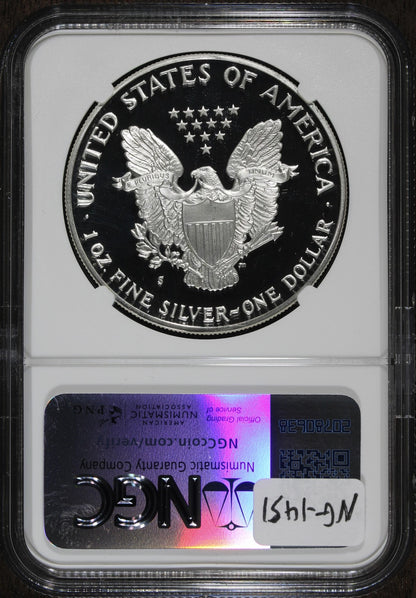 UNITED STATES OF AMERICA
E PLURIBUS UNUM
S
· 1 OZ. FINE SILVER~ONE DOLLAR ·
NGC
Numismatic Guaranty Company
NGCcoin.com/verify
Official Grading
Service of
AMERICAN
NUMISMATIC
ASSOCIATION
PNG
NG-1451